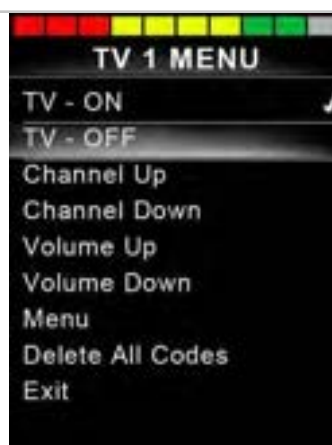 TV 1 MENU
TV - ON
TV - OFF
Channel Up
Channel Down
Volume Up
Volume Down
Menu
Delete All Codes
Exit